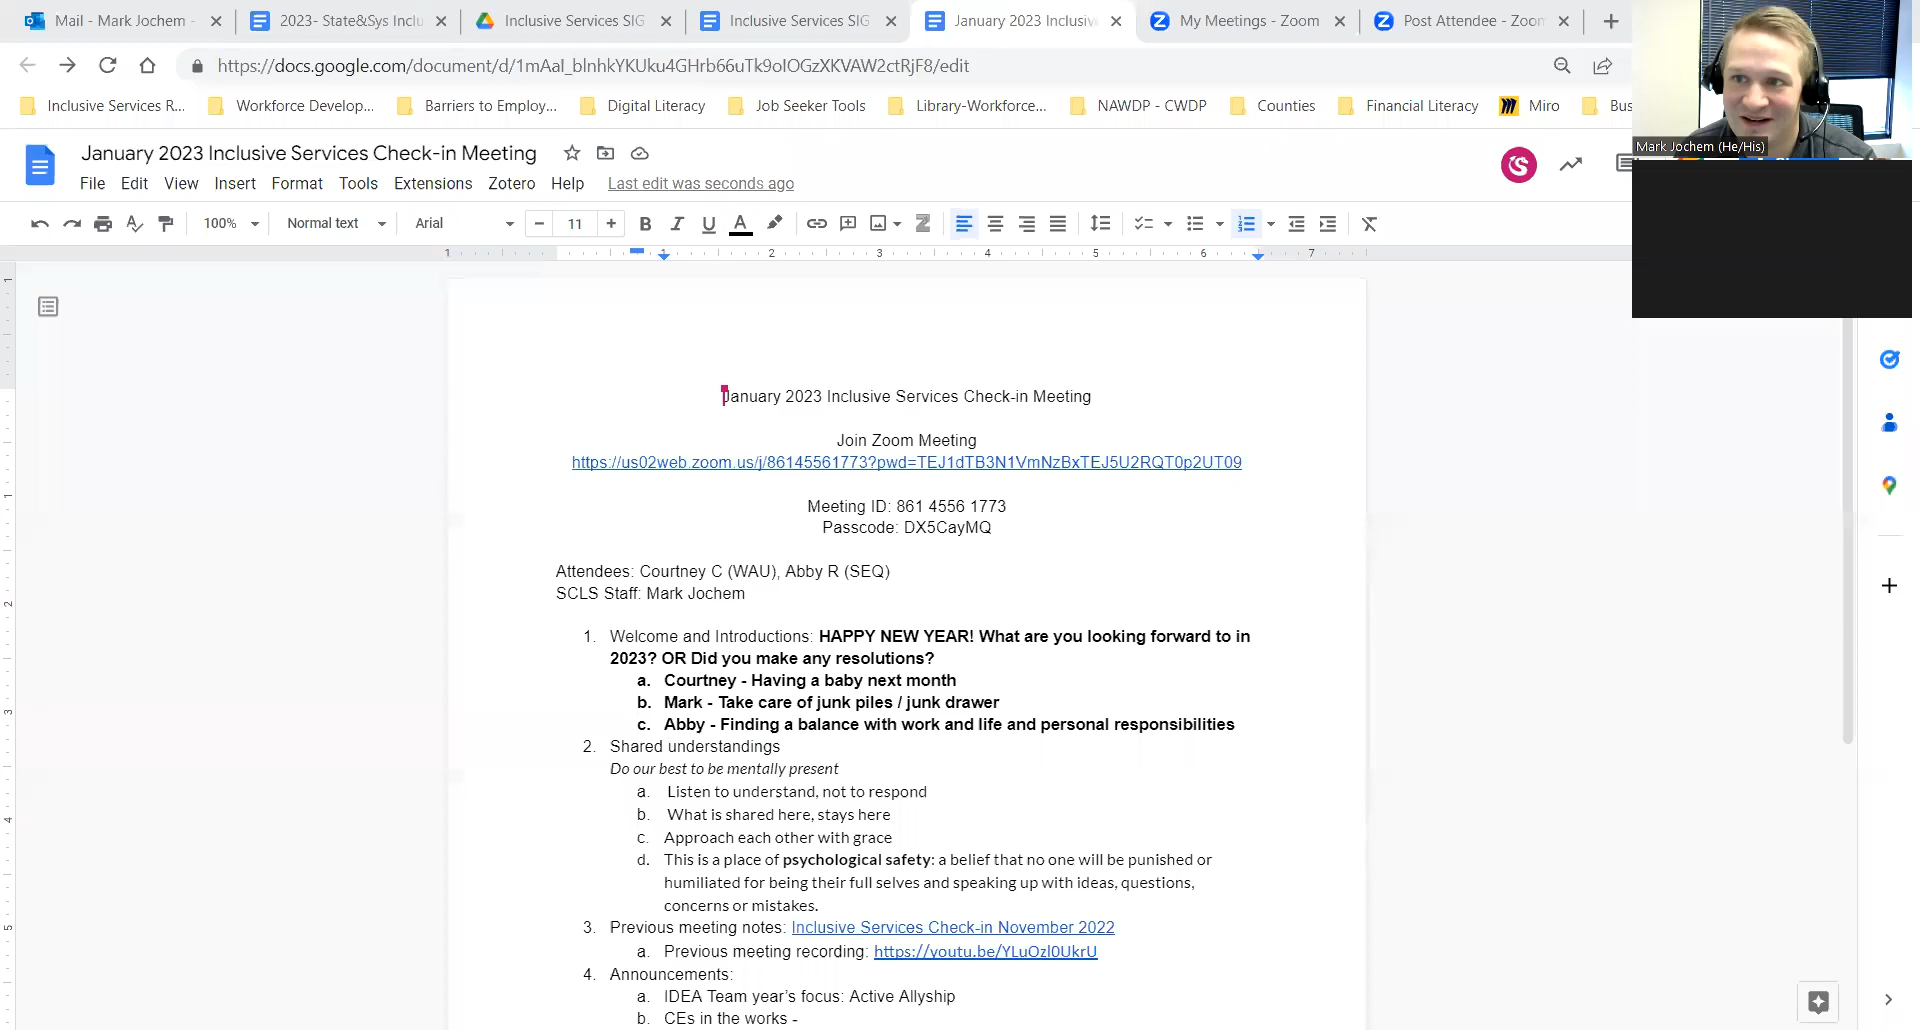 Mail - Mark Jochem -
2023- State&Sys Inclu
Inclusive Services SIG
Inclusive Services SIG
January 2023 Inclusiv
My Meetings - Zoom
Post Attendee - Zoom
https://docs.google.com/document/d/1mAaI_blnhkYKUku4GHrb66uTk9oIOGzXKVAW2ctRjF8/edit
Inclusive Services R...
Workforce Develop...
Barriers to Employ...
Digital Literacy
Job Seeker Tools
Library-Workforce...
NAWDP - CWDP
Counties
Financial Literacy
Miro
Bus
Mark Jochem (He/His)
January 2023 Inclusive Services Check-in Meeting
File Edit View Insert Format Tools Extensions Zotero Help Last edit was seconds ago
100% Normal text Arial - 11 + B I U A
1 1 2 3 4 5 6 7
January 2023 Inclusive Services Check-in Meeting
Join Zoom Meeting
https://us02web.zoom.us/j/86145561773?pwd=TEJ1dTB3N1VmNzBxTEJ5U2RQT0p2UT09
Meeting ID: 861 4556 1773
Passcode: DX5CayMQ
Attendees: Courtney C (WAU), Abby R (SEQ)
SCLS Staff: Mark Jochem
1. Welcome and Introductions: HAPPY NEW YEAR! What are you looking forward to in
2023? OR Did you make any resolutions?
a. Courtney - Having a baby next month
b. Mark - Take care of junk piles / junk drawer
c. Abby - Finding a balance with work and life and personal responsibilities
2. Shared understandings
Do our best to be mentally present
a. Listen to understand, not to respond
b. What is shared here, stays here
c. Approach each other with grace
d. This is a place of psychological safety: a belief that no one will be punished or
humiliated for being their full selves and speaking up with ideas, questions,
concerns or mistakes.
3. Previous meeting notes: Inclusive Services Check-in November 2022
a. Previous meeting recording: https://youtu.be/YLuOzl0UkrU
4. Announcements:
a. IDEA Team year's focus: Active Allyship
b. CEs in the works -